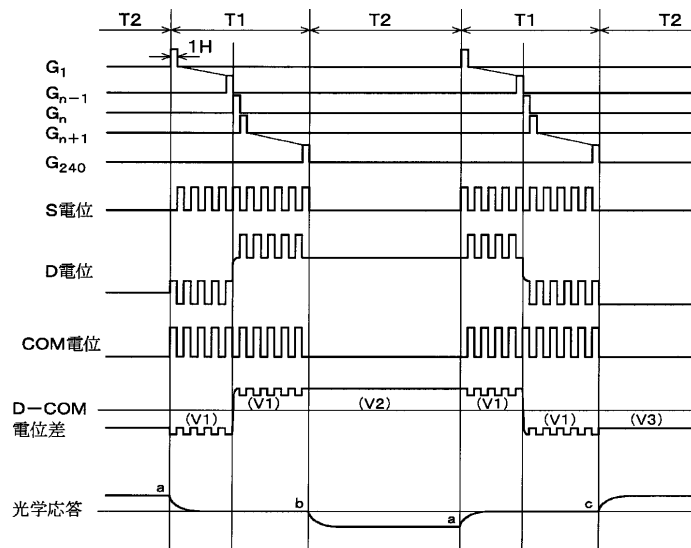 T2 T1 T2 T1 T2
1H
G1
Gn-1
Gn
Gn+1
G240
S電位
D電位
COM電位
D-COM
電位差
(V1) (V1) (V2) (V1) (V1) (V3)
光学応答
a b a c